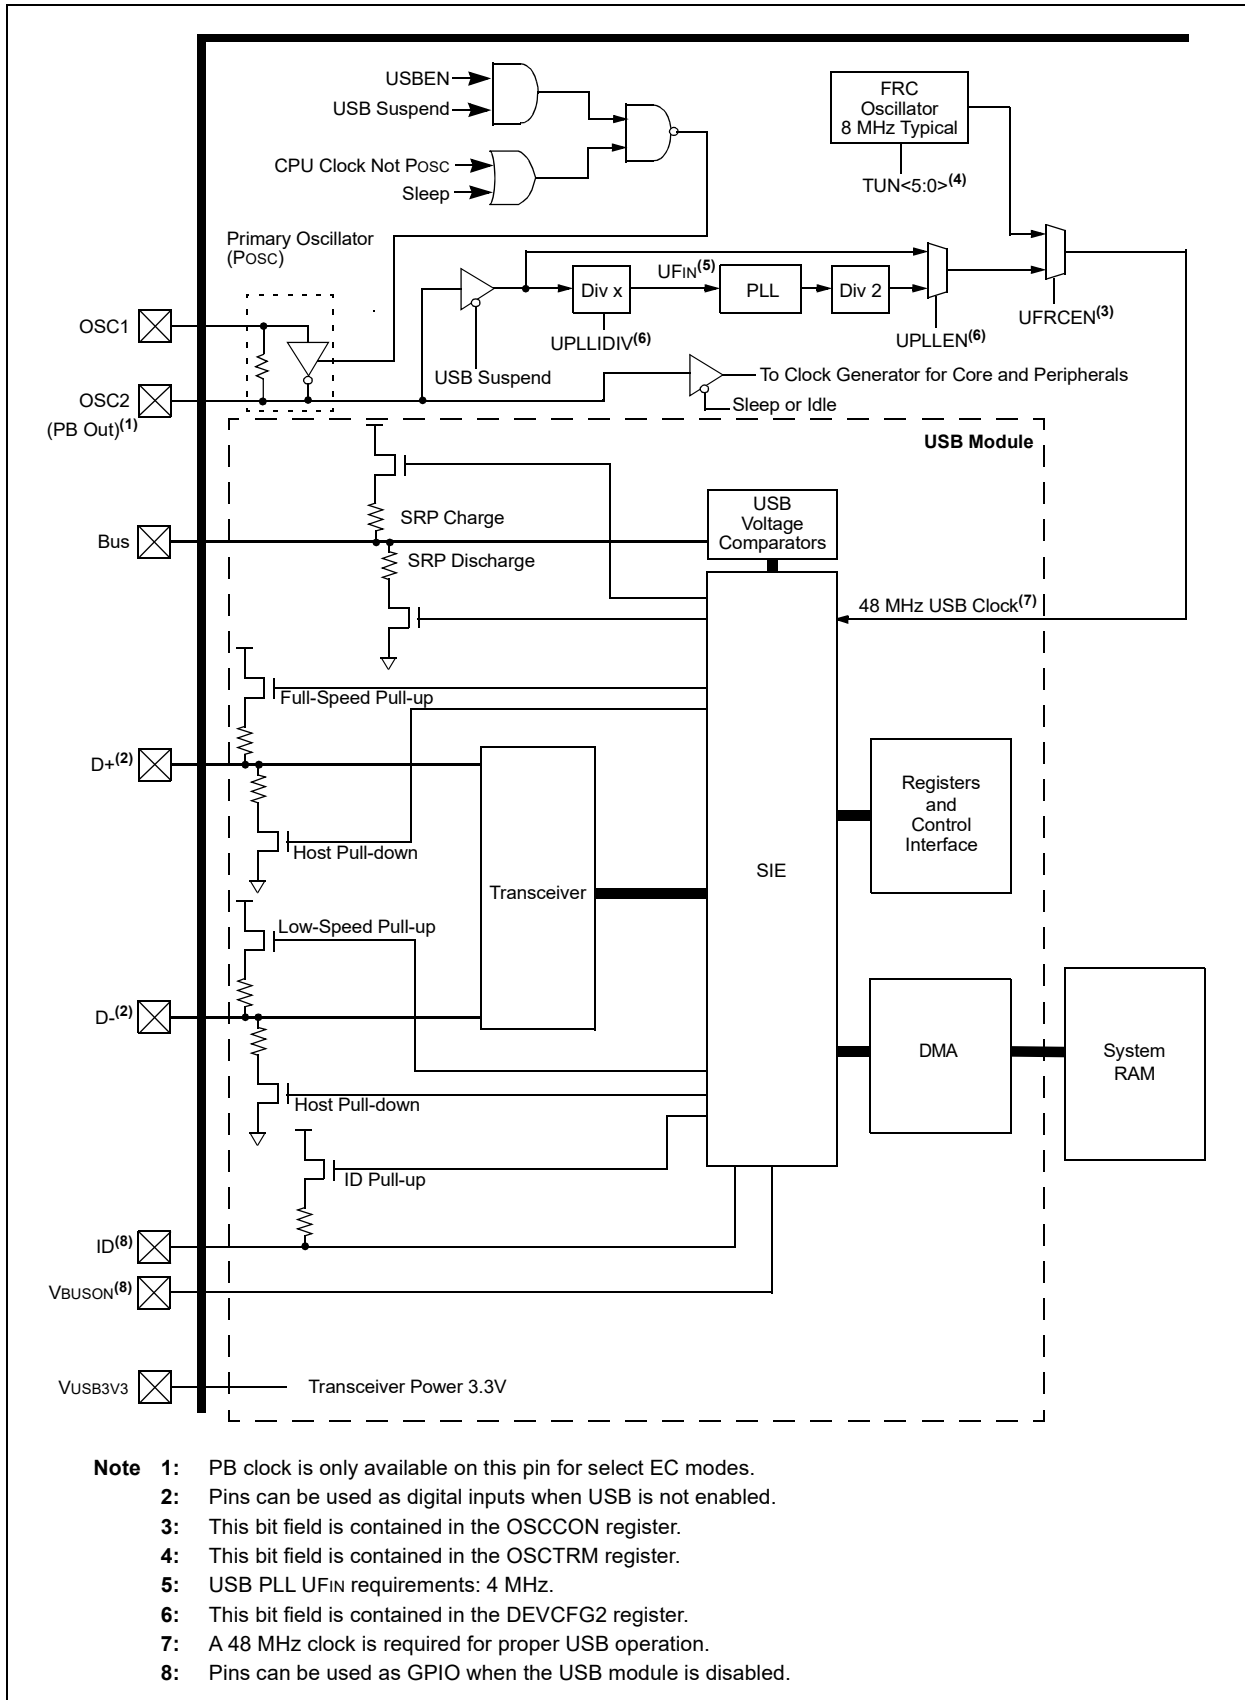 USBEN
USB Suspend
CPU Clock Not POSC
Sleep
FRC
Oscillator
8 MHz Typical
TUN<5:0>(4)
Primary Oscillator
(POSC)
UFIN(5)
Div x
PLL
Div 2
UPLLIDIV(6)
UPLLEN(6)
UFRCEN(3)
OSC1
USB Suspend
To Clock Generator for Core and Peripherals
OSC2
(PB Out)(1)
Sleep or Idle
USB Module
Bus
SRP Charge
SRP Discharge
USB
Voltage
Comparators
48 MHz USB Clock(7)
Full-Speed Pull-up
D+(2)
Host Pull-down
Registers
and
Control
Interface
SIE
Transceiver
Low-Speed Pull-up
D-(2)
DMA
System
RAM
Host Pull-down
ID Pull-up
ID(8)
VBUSON(8)
VUSB3V3
Transceiver Power 3.3V
Note 1: PB clock is only available on this pin for select EC modes.
2: Pins can be used as digital inputs when USB is not enabled.
3: This bit field is contained in the OSCCON register.
4: This bit field is contained in the OSCTRM register.
5: USB PLL UFIN requirements: 4 MHz.
6: This bit field is contained in the DEVCFG2 register.
7: A 48 MHz clock is required for proper USB operation.
8: Pins can be used as GPIO when the USB module is disabled.